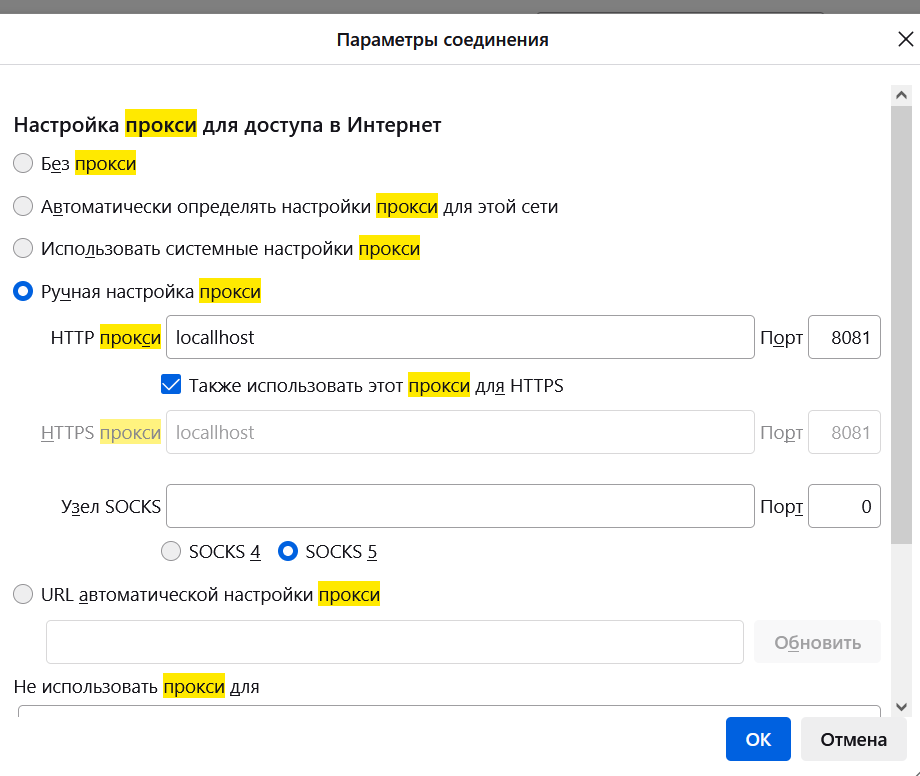 Параметры соединения
Настройка прокси для доступа в Интернет
Без прокси
Автоматически определять настройки прокси для этой сети
Использовать системные настройки прокси
Ручная настройка прокси
HTTP прокси locallhost Порт 8081
Также использовать этот прокси для HTTPS
HTTPS прокси locallhost Порт 8081
Узел SOCKS Порт 0
SOCKS 4 SOCKS 5
URL автоматической настройки прокси
Обновить
Не использовать прокси для
ОК Отмена